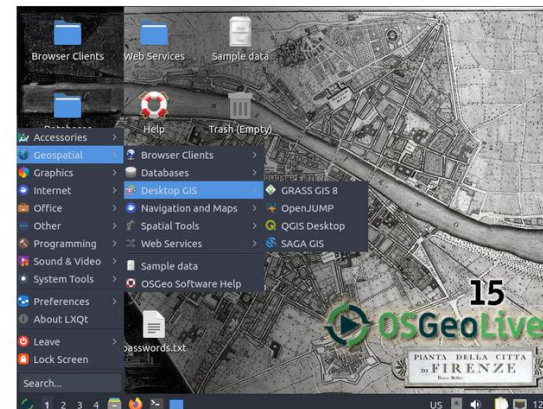 Browser Clients
Web Services
Sample data
Help
Trash (Empty)
Accessories
Geospatial
Graphics
Internet
Office
Other
Programming
Sound & Video
System Tools
Preferences
About LXQt
Leave
Lock Screen
Search...
Browser Clients
Databases
Desktop GIS
Navigation and Maps
Spatial Tools
Web Services
Sample data
OSGeo Software Help
GRASS GIS 8
OpenJUMP
QGIS Desktop
SAGA GIS
passwords.txt
15
OSGeoLive
PIANTA DELLA CITTA
DI FIRENZE
1 2 3 4
US
12